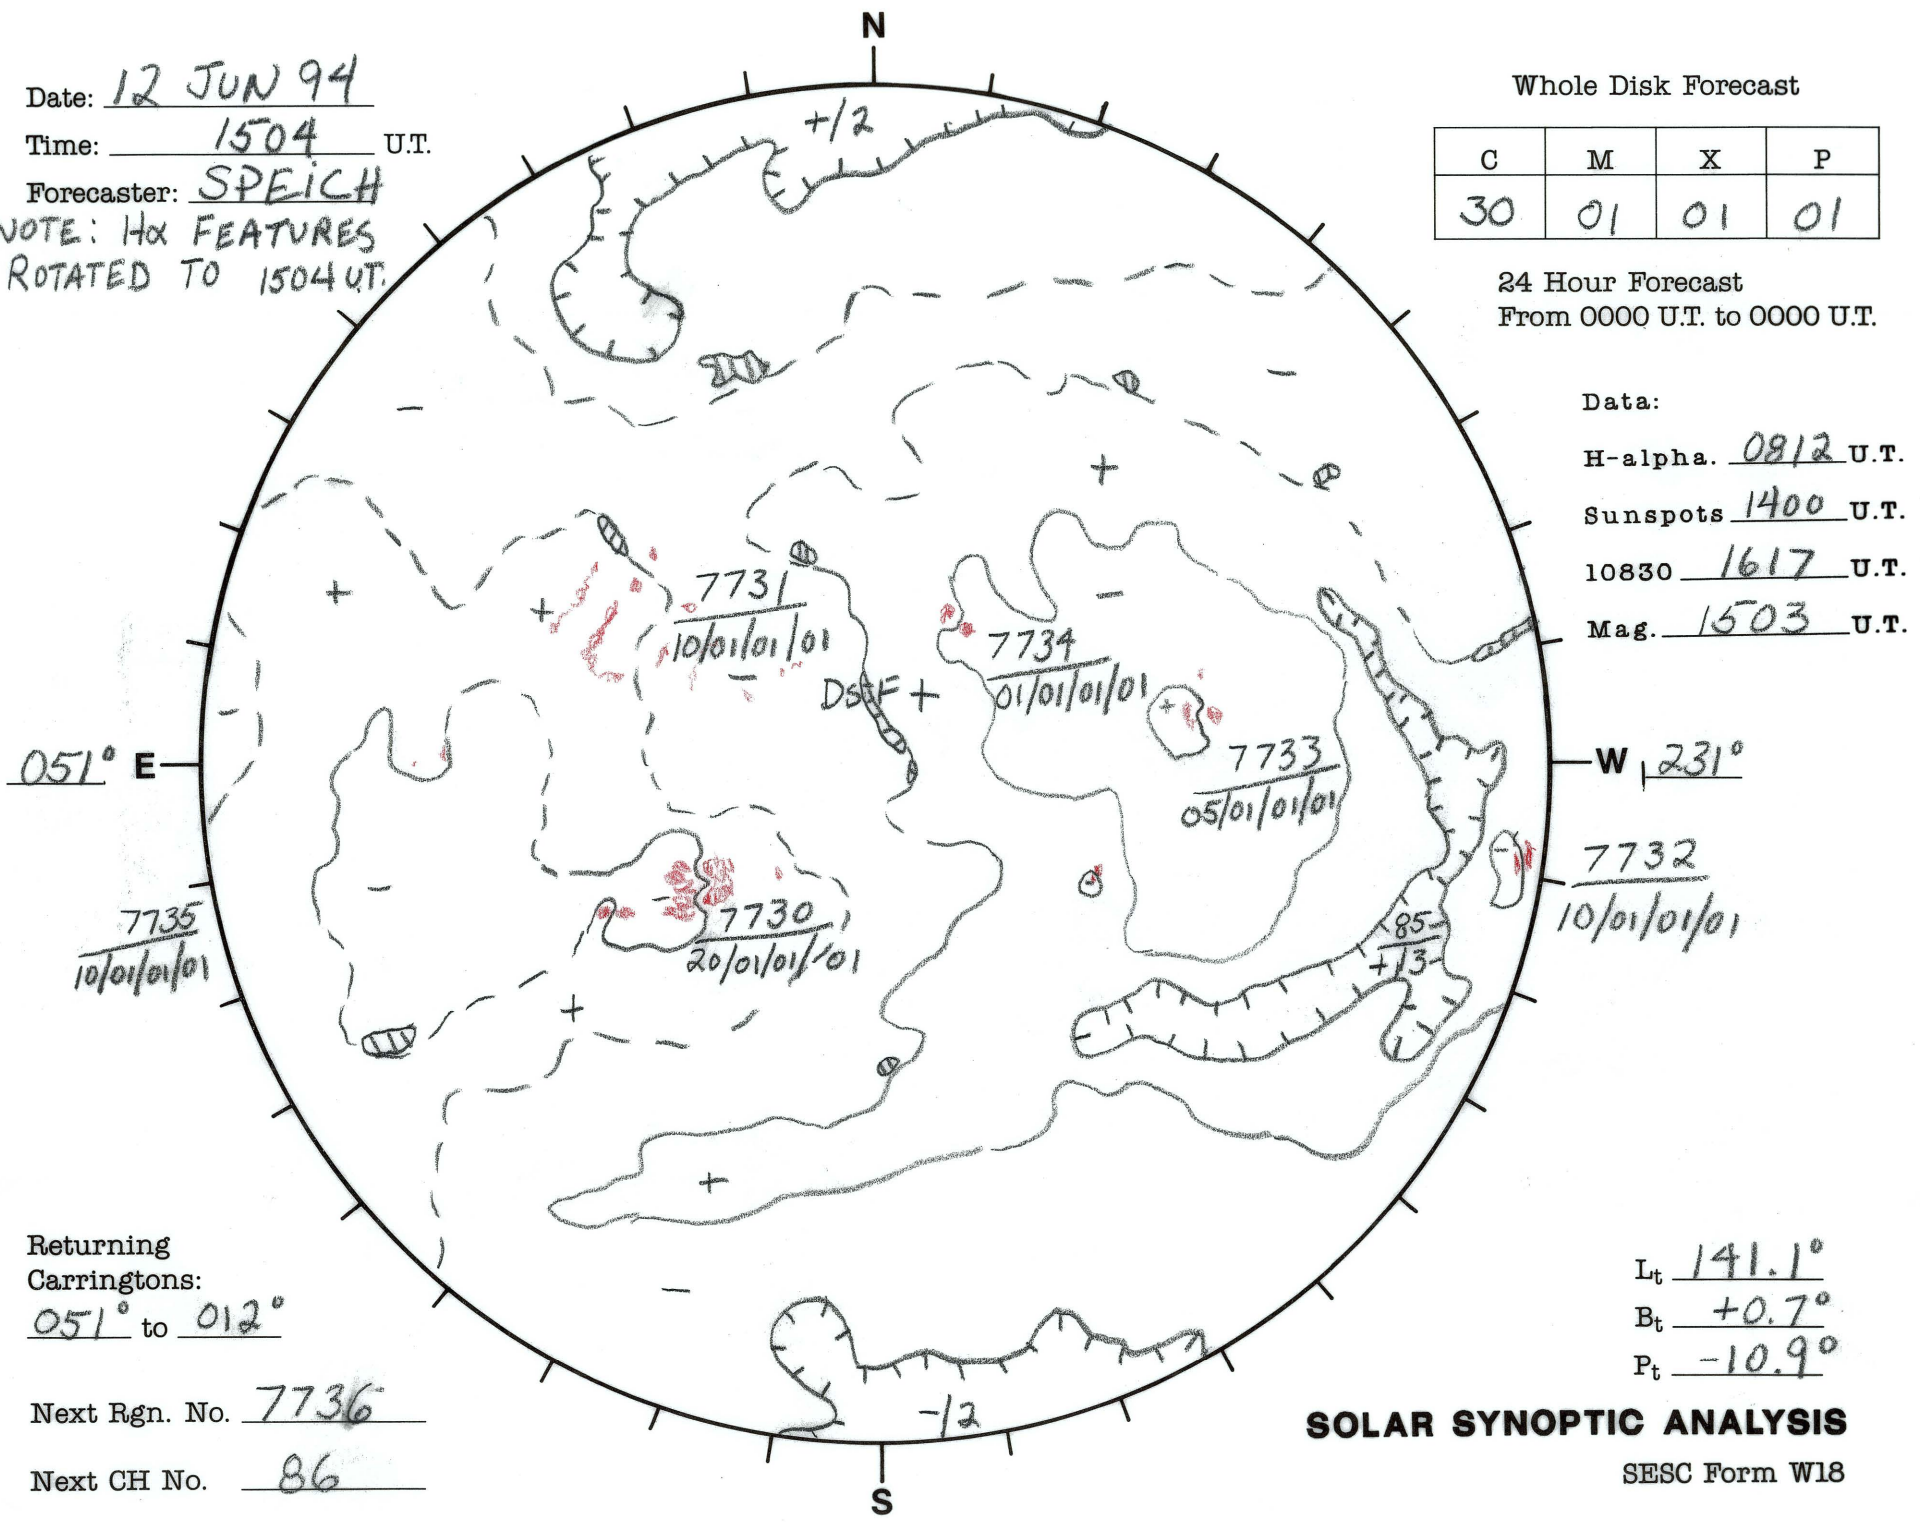 N
Date: 12 JUN 94
Time: 1504 U.T.
Forecaster: SPEICH
NOTE: Hα FEATURES
ROTATED TO 1504 U.T.
Whole Disk Forecast
C M X P
30 01 01 01
24 Hour Forecast
From 0000 U.T. to 0000 U.T.
Data:
H-alpha. 0812 U.T.
Sunspots 1400 U.T.
10830 1617 U.T.
Mag. 1503 U.T.
+/2
-
-
+
+
+
-
7731
10/01/01/01
-
7734
01/01/01/01
DSF +
-
+
7733
05/01/01/01
051° E
W 231°
-
-
-
7730
20/01/01/01
-
7732
10/01/01/01
7735
10/01/01/01
85
+/3
+
+
-
-/2
S
Returning
Carringtons:
051° to 012°
Next Rgn. No. 7736
Next CH No. 86
Lt 141.1°
Bt +0.7°
Pt -10.9°
SOLAR SYNOPTIC ANALYSIS
SESC Form W18